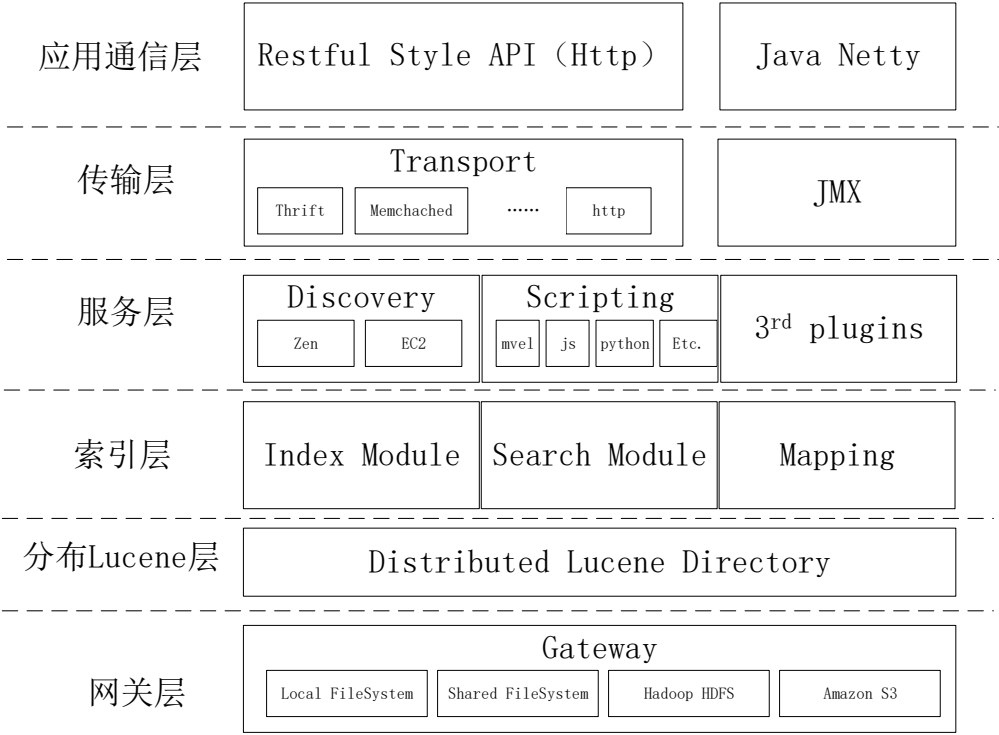 应用通信层
Restful Style API（Http）
Java Netty
传输层
Transport
Thrift
Memchached
……
http
JMX
服务层
Discovery
Zen
EC2
Scripting
mvel
js
python
Etc.
3rd plugins
索引层
Index Module
Search Module
Mapping
分布Lucene层
Distributed Lucene Directory
网关层
Gateway
Local FileSystem
Shared FileSystem
Hadoop HDFS
Amazon S3